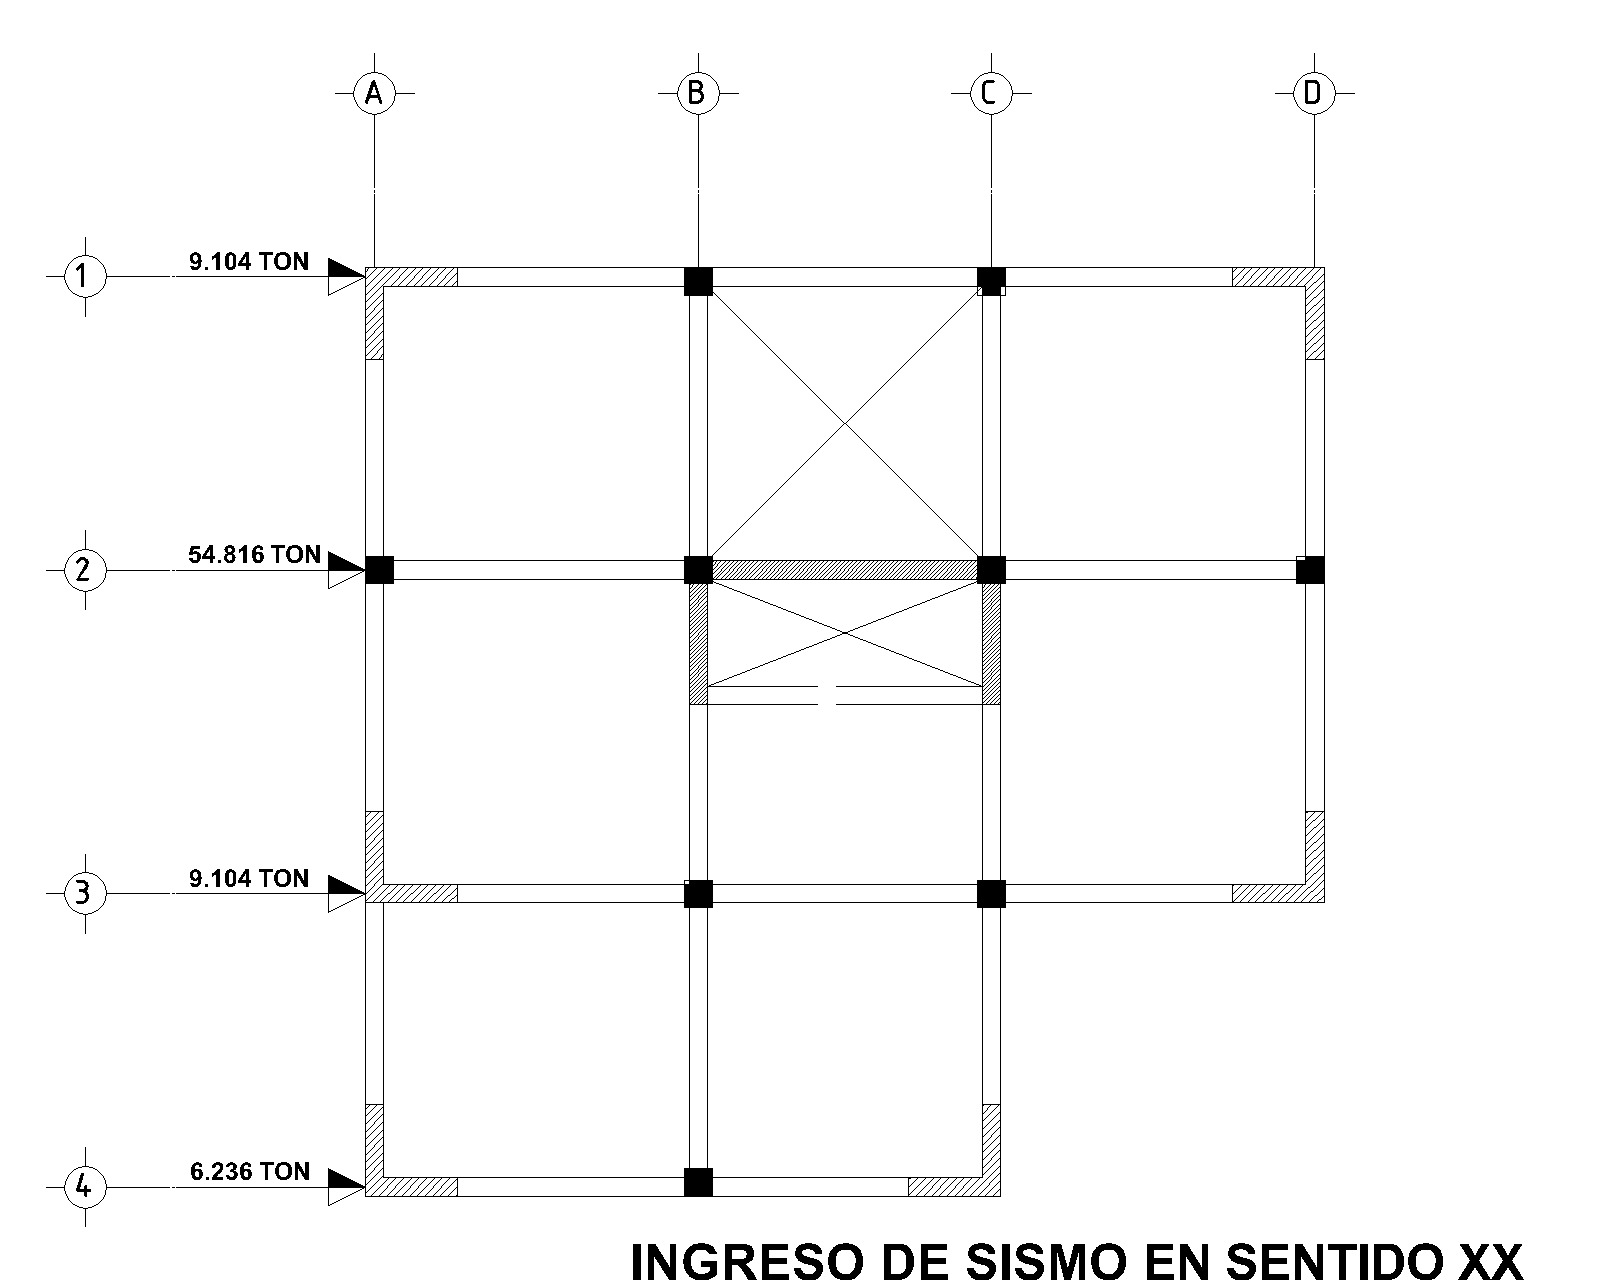 A B C D
1 9.104 TON
2 54.816 TON
3 9.104 TON
4 6.236 TON
INGRESO DE SISMO EN SENTIDO XX